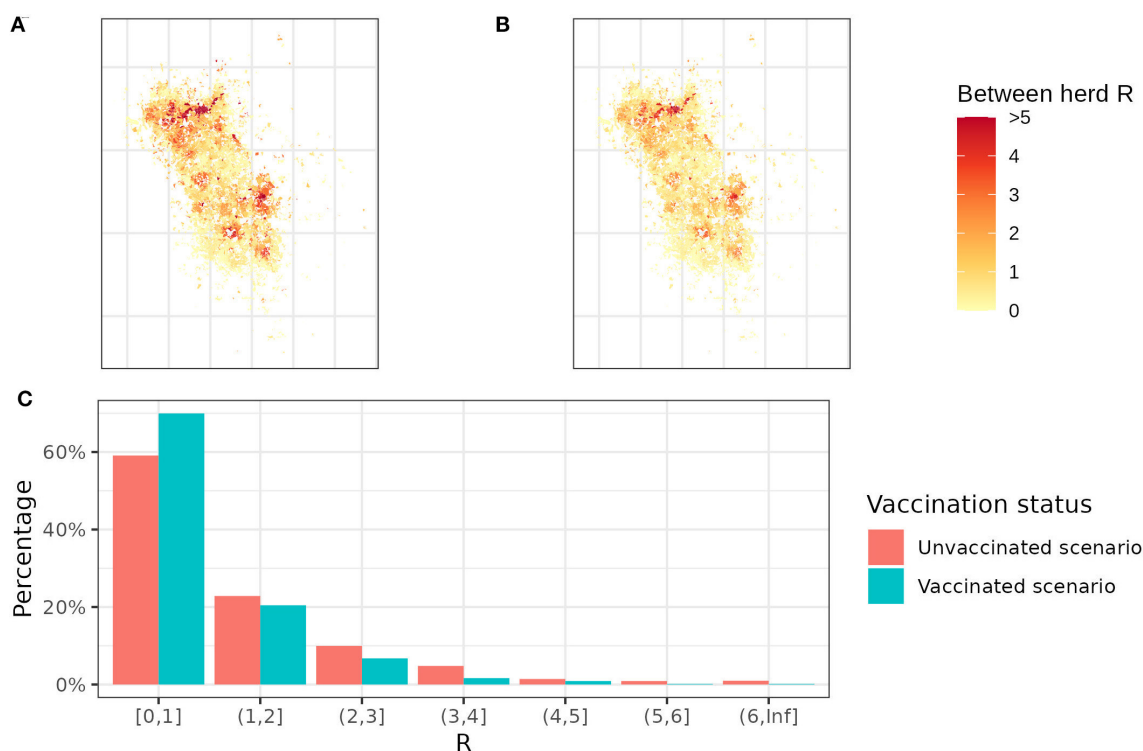 A
B
Between herd R
>5
4
3
2
1
0
C
Percentage
60%
40%
20%
0%
[0,1]
(1,2]
(2,3]
(3,4]
(4,5]
(5,6]
(6,Inf]
R
Vaccination status
Unvaccinated scenario
Vaccinated scenario